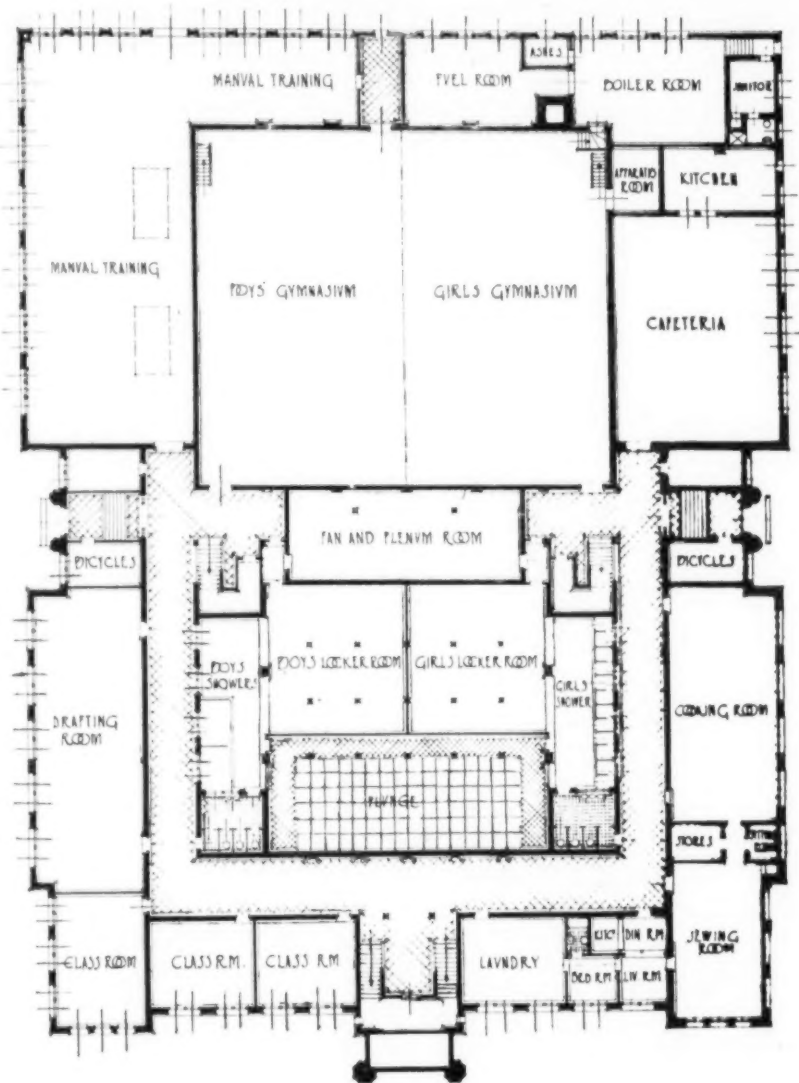 ASHES
MANVAL TRAINING
FVEL ROOM
BOILER ROOM
JANITOR
APPARATUS
ROOM
KITCHEN
MANVAL TRAINING
BOYS' GYMNASIVM
GIRLS GYMNASIVM
CAFETERIA
FAN AND PLENVM ROOM
BICYCLES
BICYCLES
BOYS
SHOWERS
BOYS LOCKER ROOM
GIRLS LOCKER ROOM
GIRLS
SHOWER
DRAFTING
ROOM
COOKING ROOM
PLVNGE
STORES
CLASS ROOM
CLASS RM.
CLASS RM
LAVNDRY
KITC'
DIN RM
BED RM
LIV. RM
SEWING
ROOM